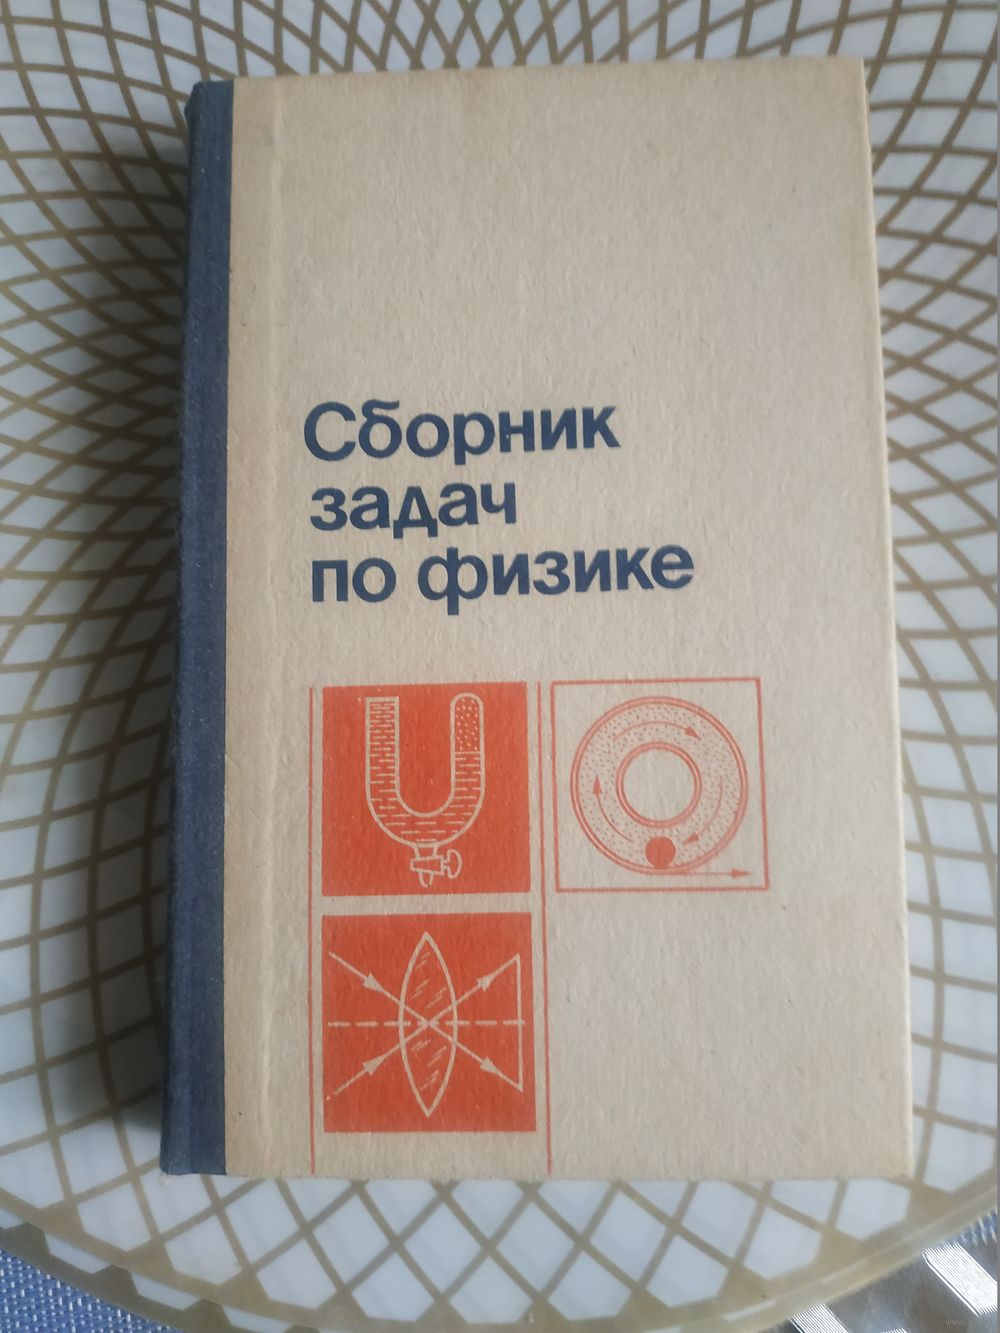 Сборник
задач
по физике